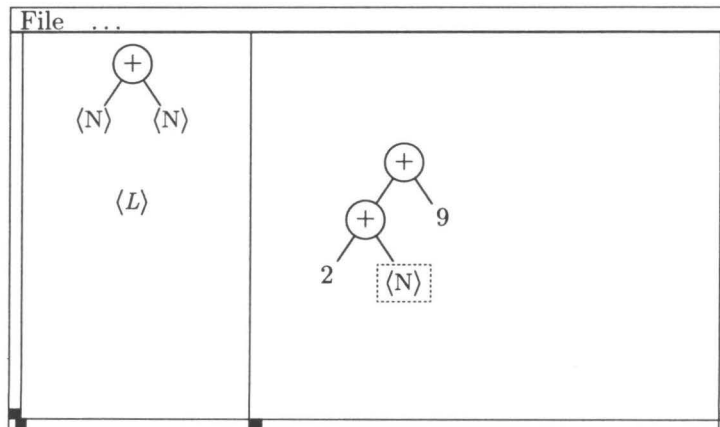 File ...
+
⟨N⟩ ⟨N⟩
⟨L⟩
+
+ 9
2 ⟨N⟩